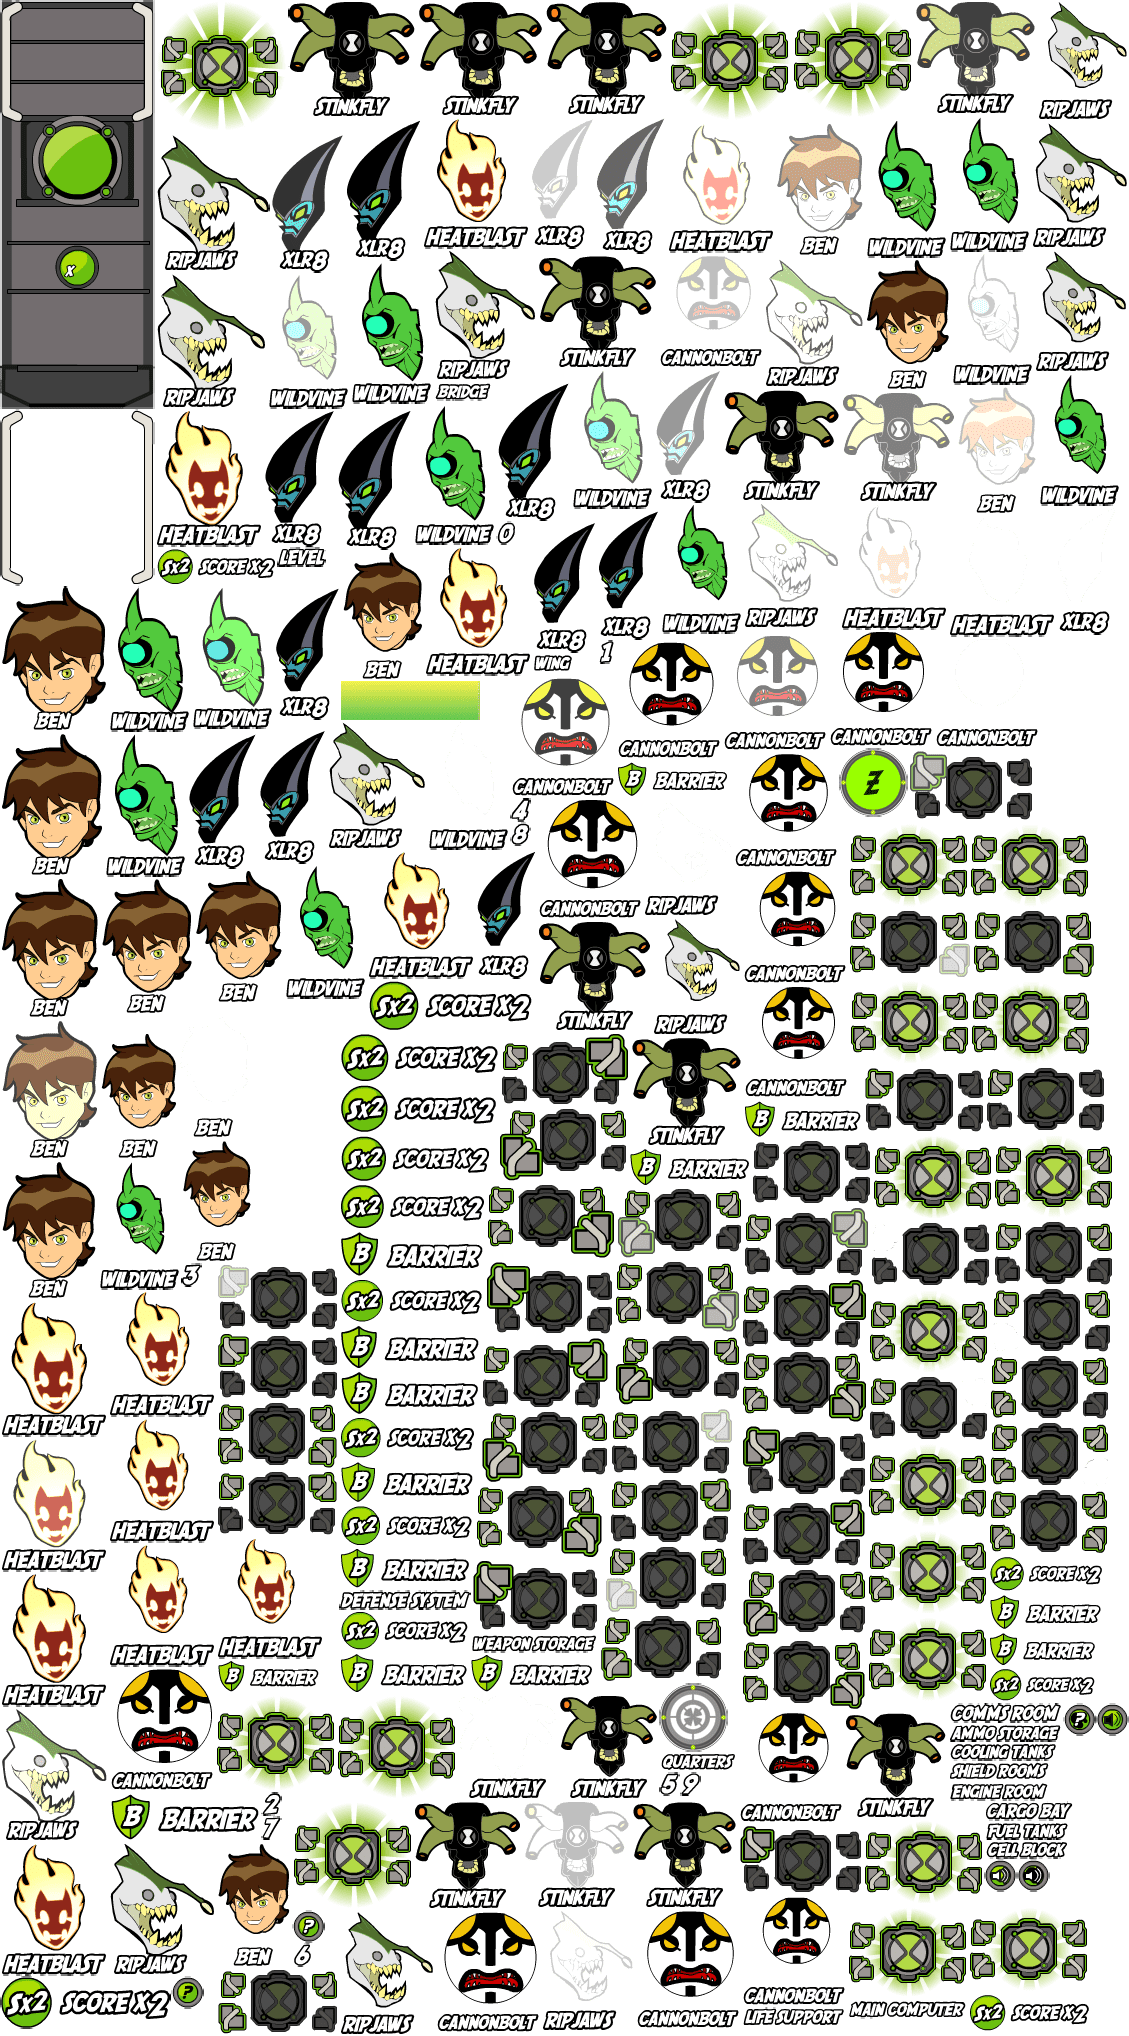 STINKFLY STINKFLY STINKFLY STINKFLY RIPJAWS
RIPJAWS XLR8 XLR8 HEATBLAST XLR8 XLR8 HEATBLAST BEN WILDVINE WILDVINE RIPJAWS
X
RIPJAWS WILDVINE WILDVINE RIPJAWS STINKFLY CANNONBOLT RIPJAWS BEN WILDVINE RIPJAWS
BRIDGE
HEATBLAST XLR8 XLR8 WILDVINE 0 XLR8 WILDVINE XLR8 STINKFLY STINKFLY BEN WILDVINE
SX2 SCORE X2 LEVEL
BEN HEATBLAST XLR8 XLR8 WILDVINE RIPJAWS HEATBLAST HEATBLAST XLR8
WING 1
BEN WILDVINE WILDVINE XLR8
CANNONBOLT CANNONBOLT CANNONBOLT CANNONBOLT CANNONBOLT
B BARRIER
Z
4
8
BEN WILDVINE XLR8 XLR8 RIPJAWS WILDVINE
CANNONBOLT
CANNONBOLT RIPJAWS
BEN BEN BEN WILDVINE HEATBLAST XLR8
CANNONBOLT
SX2 SCORE X2
STINKFLY RIPJAWS
SX2 SCORE X2
CANNONBOLT
SX2 SCORE X2
B BARRIER
BEN BEN BEN
STINKFLY
SX2 SCORE X2
B BARRIER
SX2 SCORE X2
BEN WILDVINE 3 BEN
B BARRIER
SX2 SCORE X2
B BARRIER
B BARRIER
HEATBLAST HEATBLAST
SX2 SCORE X2
B BARRIER
SX2 SCORE X2
HEATBLAST HEATBLAST
B BARRIER
DEFENSE SYSTEM
SX2 SCORE X2
WEAPON STORAGE
SX2 SCORE X2
B BARRIER
B BARRIER
SX2 SCORE X2
HEATBLAST HEATBLAST HEATBLAST
B BARRIER
B BARRIER
B BARRIER
COMMS ROOM ?
AMMO STORAGE
COOLING TANKS
SHIELD ROOMS
ENGINE ROOM
CARGO BAY
FUEL TANKS
CELL BLOCK
QUARTERS
5 9
CANNONBOLT STINKFLY STINKFLY CANNONBOLT STINKFLY
RIPJAWS
B BARRIER 2
7
STINKFLY STINKFLY STINKFLY
HEATBLAST RIPJAWS BEN ?
6
SX2 SCORE X2 ?
RIPJAWS CANNONBOLT RIPJAWS CANNONBOLT CANNONBOLT
LIFE SUPPORT
MAIN COMPUTER
SX2 SCORE X2